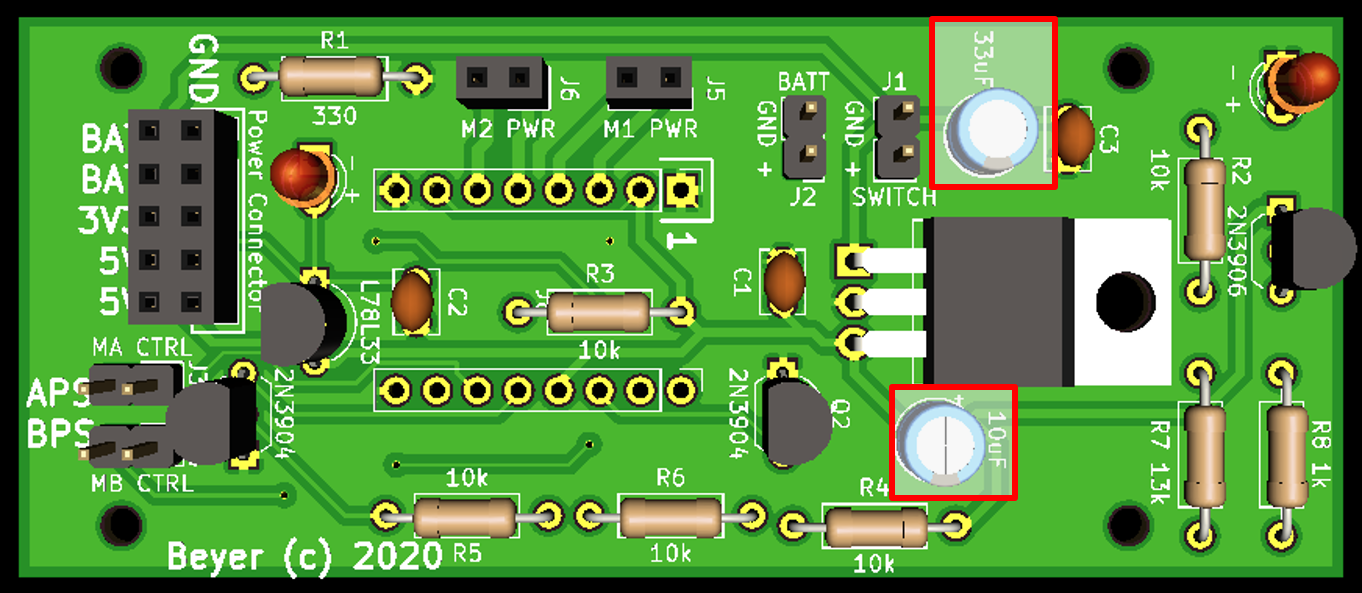 GND
R1
330
J6
M2 PWR
J5
M1 PWR
BATT
GND +
J2
J1
GND +
SWITCH
33uF
C3
- +
10k
R2
2N3906
Power Connector
BA
BA
3V3
5V
5V
- +
1
L78L33
C2
R3
10k
C1
MA CTRL
J3
APS
BPS
MB CTRL
2N3904
2N3904
Q2
+
10uF
R7 13k
R8 1k
10k
R5
R6
10k
R4
10k
Beyer (c) 2020